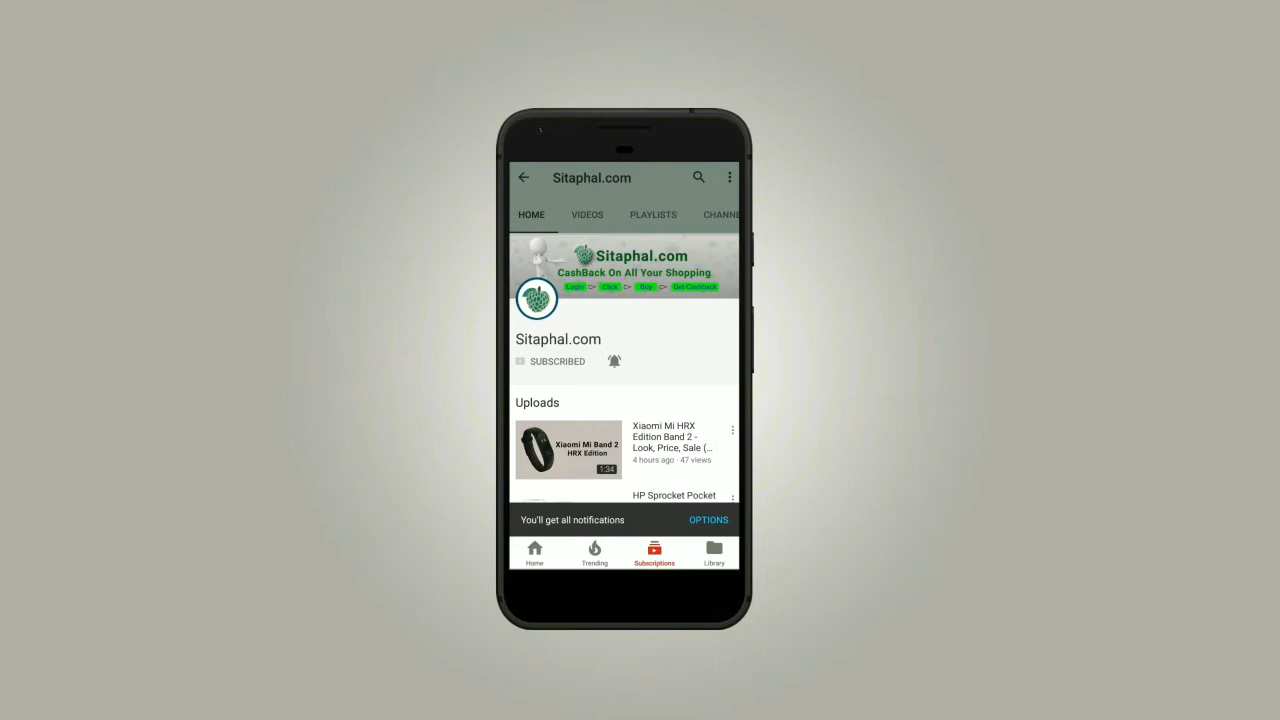 Sitaphal.com
HOME VIDEOS PLAYLISTS CHANNE
Sitaphal.com
CashBack On All Your Shopping
Login Click Buy Get Cashback
Sitaphal.com
SUBSCRIBED
Uploads
Xiaomi Mi Band 2
HRX Edition
1:34
Xiaomi Mi HRX
Edition Band 2 -
Look, Price, Sale (...
4 hours ago · 47 views
HP Sprocket Pocket
You'll get all notifications OPTIONS
Home Trending Subscriptions Library